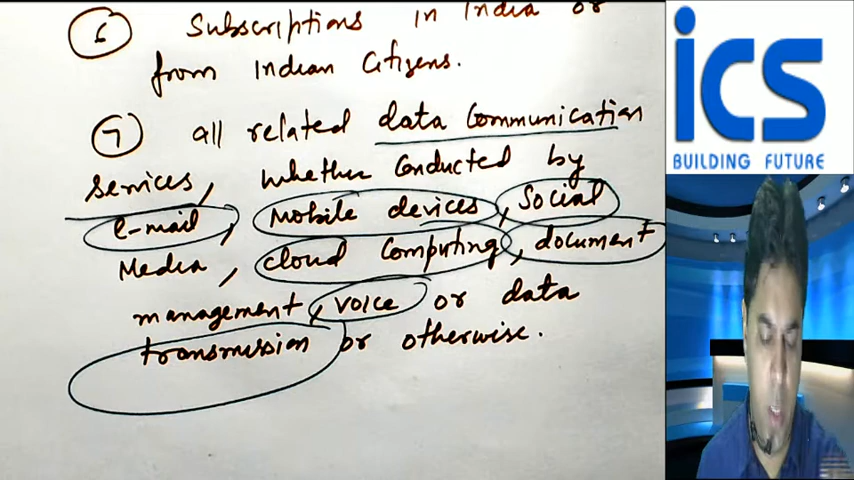 6 Subscriptions in India or
from Indian Citizens.
7 all related data Communication
services, whether Conducted by
e-mail, Mobile devices, Social
Media, cloud Computing, document
management, voice or data
transmission or otherwise.
ics
BUILDING FUTURE